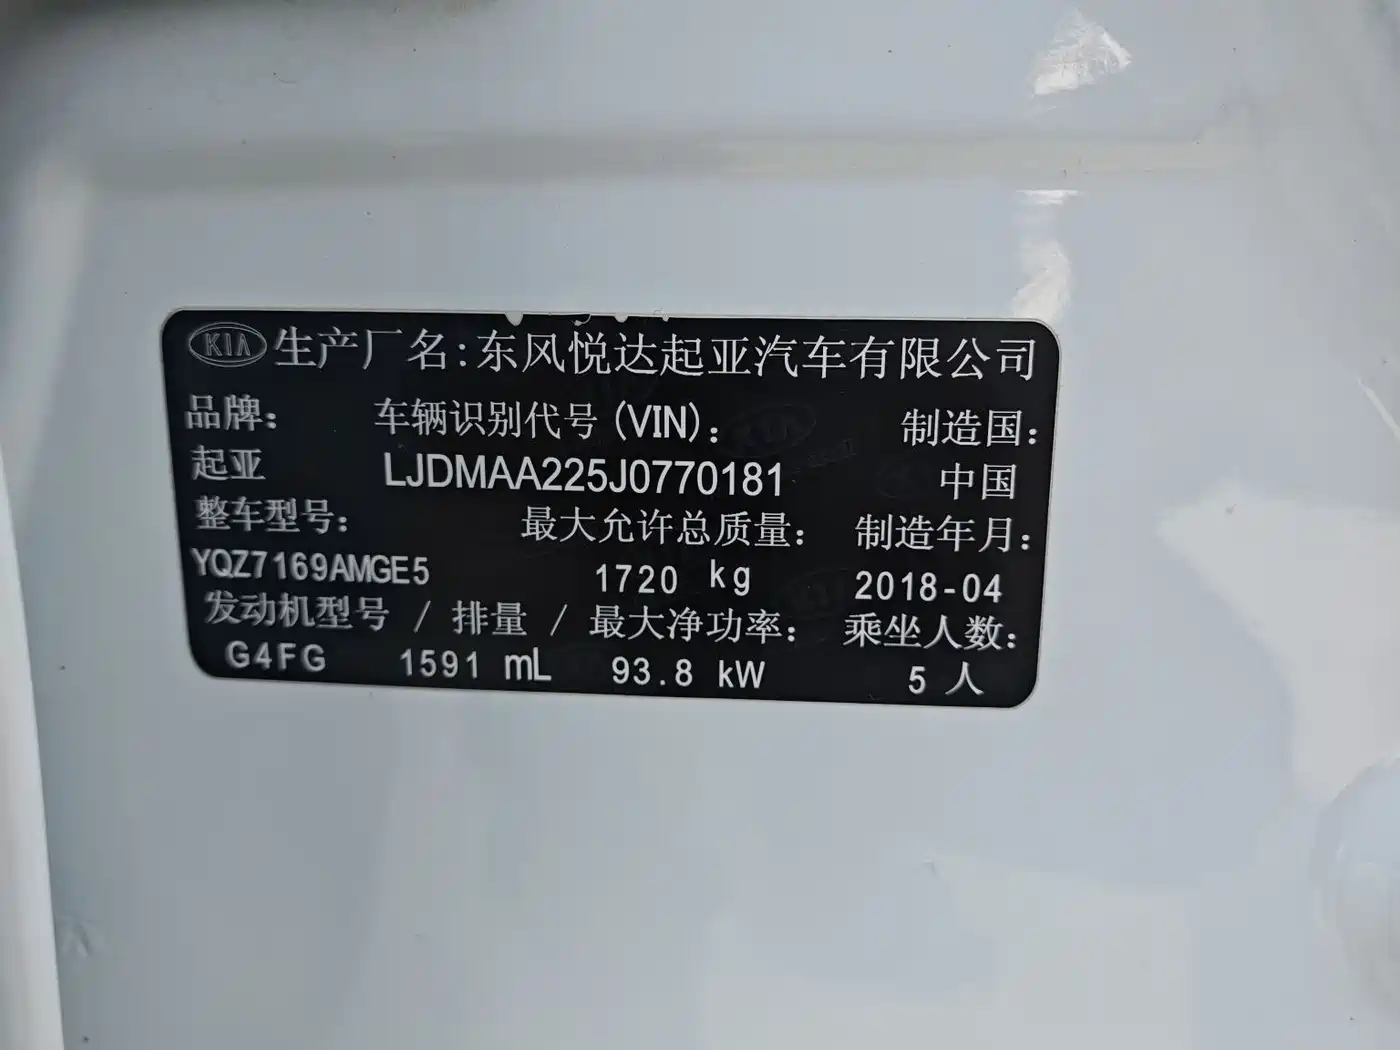 KIA 生产厂名:东风悦达起亚汽车有限公司
品牌: 车辆识别代号(VIN): 制造国:
起亚 LJDMAA225J0770181 中国
整车型号: 最大允许总质量: 制造年月:
YQZ7169AMGE5 1720 kg 2018-04
发动机型号 / 排量 / 最大净功率: 乘坐人数:
G4FG 1591 mL 93.8 kW 5 人